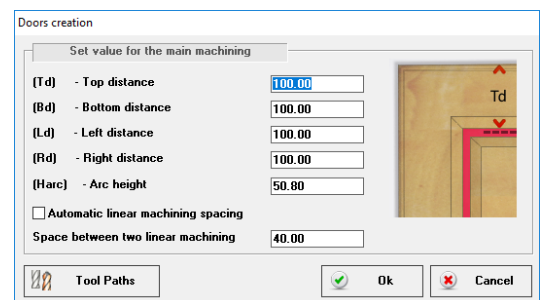 Doors creation
Set value for the main machining
(Td) - Top distance 100.00
(Bd) - Bottom distance 100.00
(Ld) - Left distance 100.00
(Rd) - Right distance 100.00
(Harc) - Arc height 50.80
Automatic linear machining spacing
Space between two linear machining 40.00
Td
Tool Paths
Ok
Cancel